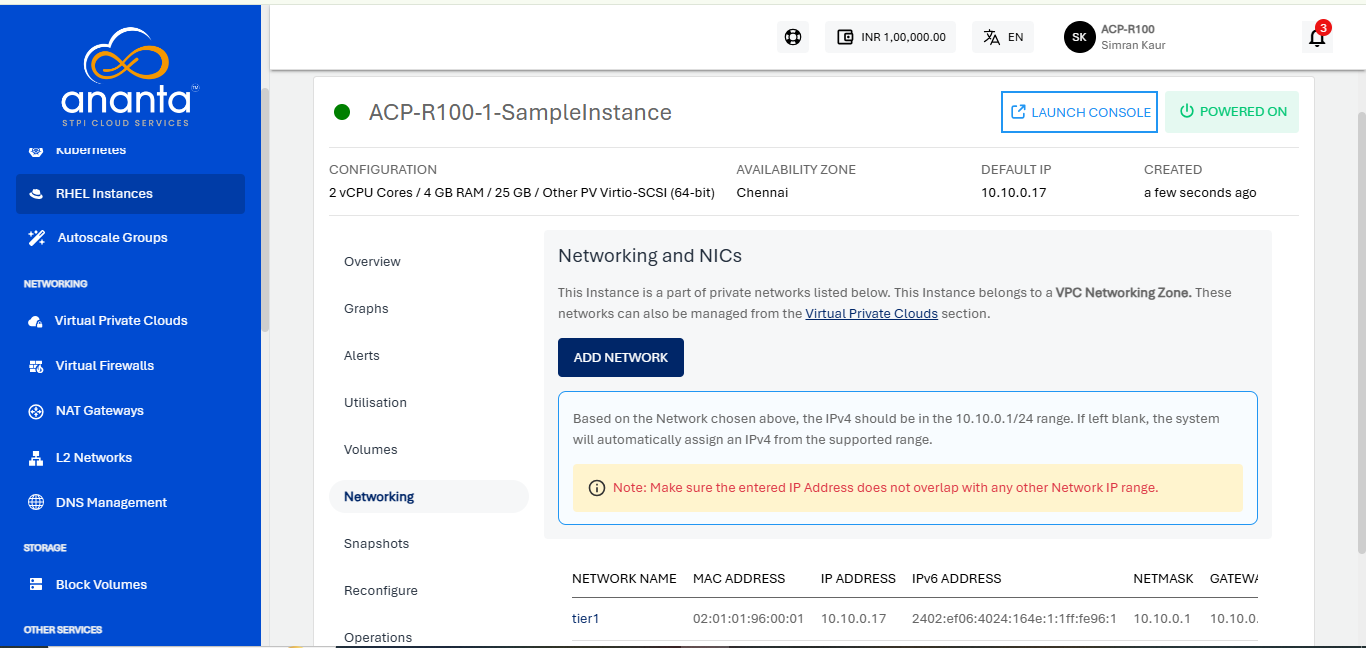 INR 1,00,000.00
EN
SK
ACP-R100
Simran Kaur
3
ananta
TM
STPI CLOUD SERVICES
Kubernetes
RHEL Instances
Autoscale Groups
NETWORKING
Virtual Private Clouds
Virtual Firewalls
NAT Gateways
L2 Networks
DNS Management
STORAGE
Block Volumes
OTHER SERVICES
ACP-R100-1-SampleInstance
LAUNCH CONSOLE
POWERED ON
CONFIGURATION
2 vCPU Cores / 4 GB RAM / 25 GB / Other PV Virtio-SCSI (64-bit)
AVAILABILITY ZONE
Chennai
DEFAULT IP
10.10.0.17
CREATED
a few seconds ago
Overview
Graphs
Alerts
Utilisation
Volumes
Networking
Snapshots
Reconfigure
Operations
Networking and NICs
This Instance is a part of private networks listed below. This Instance belongs to a VPC Networking Zone. These
networks can also be managed from the Virtual Private Clouds section.
ADD NETWORK
Based on the Network chosen above, the IPv4 should be in the 10.10.0.1/24 range. If left blank, the system
will automatically assign an IPv4 from the supported range.
Note: Make sure the entered IP Address does not overlap with any other Network IP range.
NETWORK NAME MAC ADDRESS IP ADDRESS IPv6 ADDRESS NETMASK GATEWA
tier1 02:01:01:96:00:01 10.10.0.17 2402:ef06:4024:164e:1:1ff:fe96:1 10.10.0.1 10.10.0.